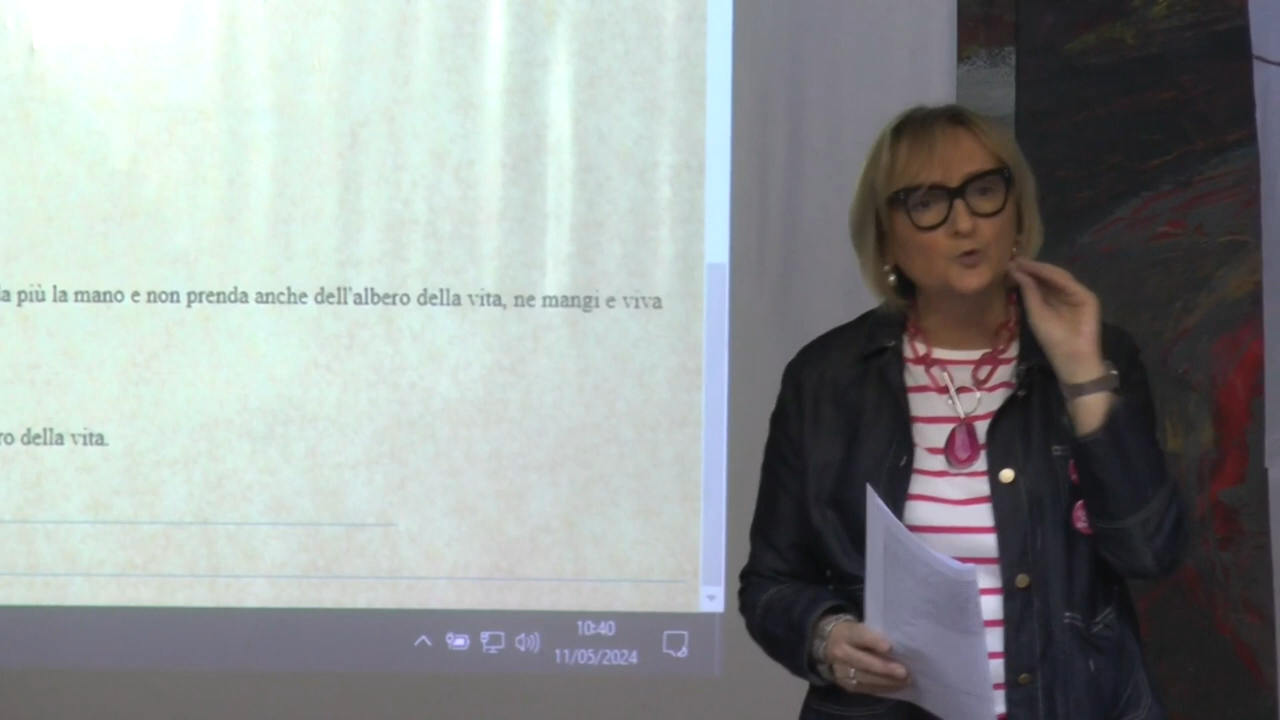 più la mano e non prenda anche dell'albero della vita, ne mangi e viva
della vita.
10:40
11/05/2024